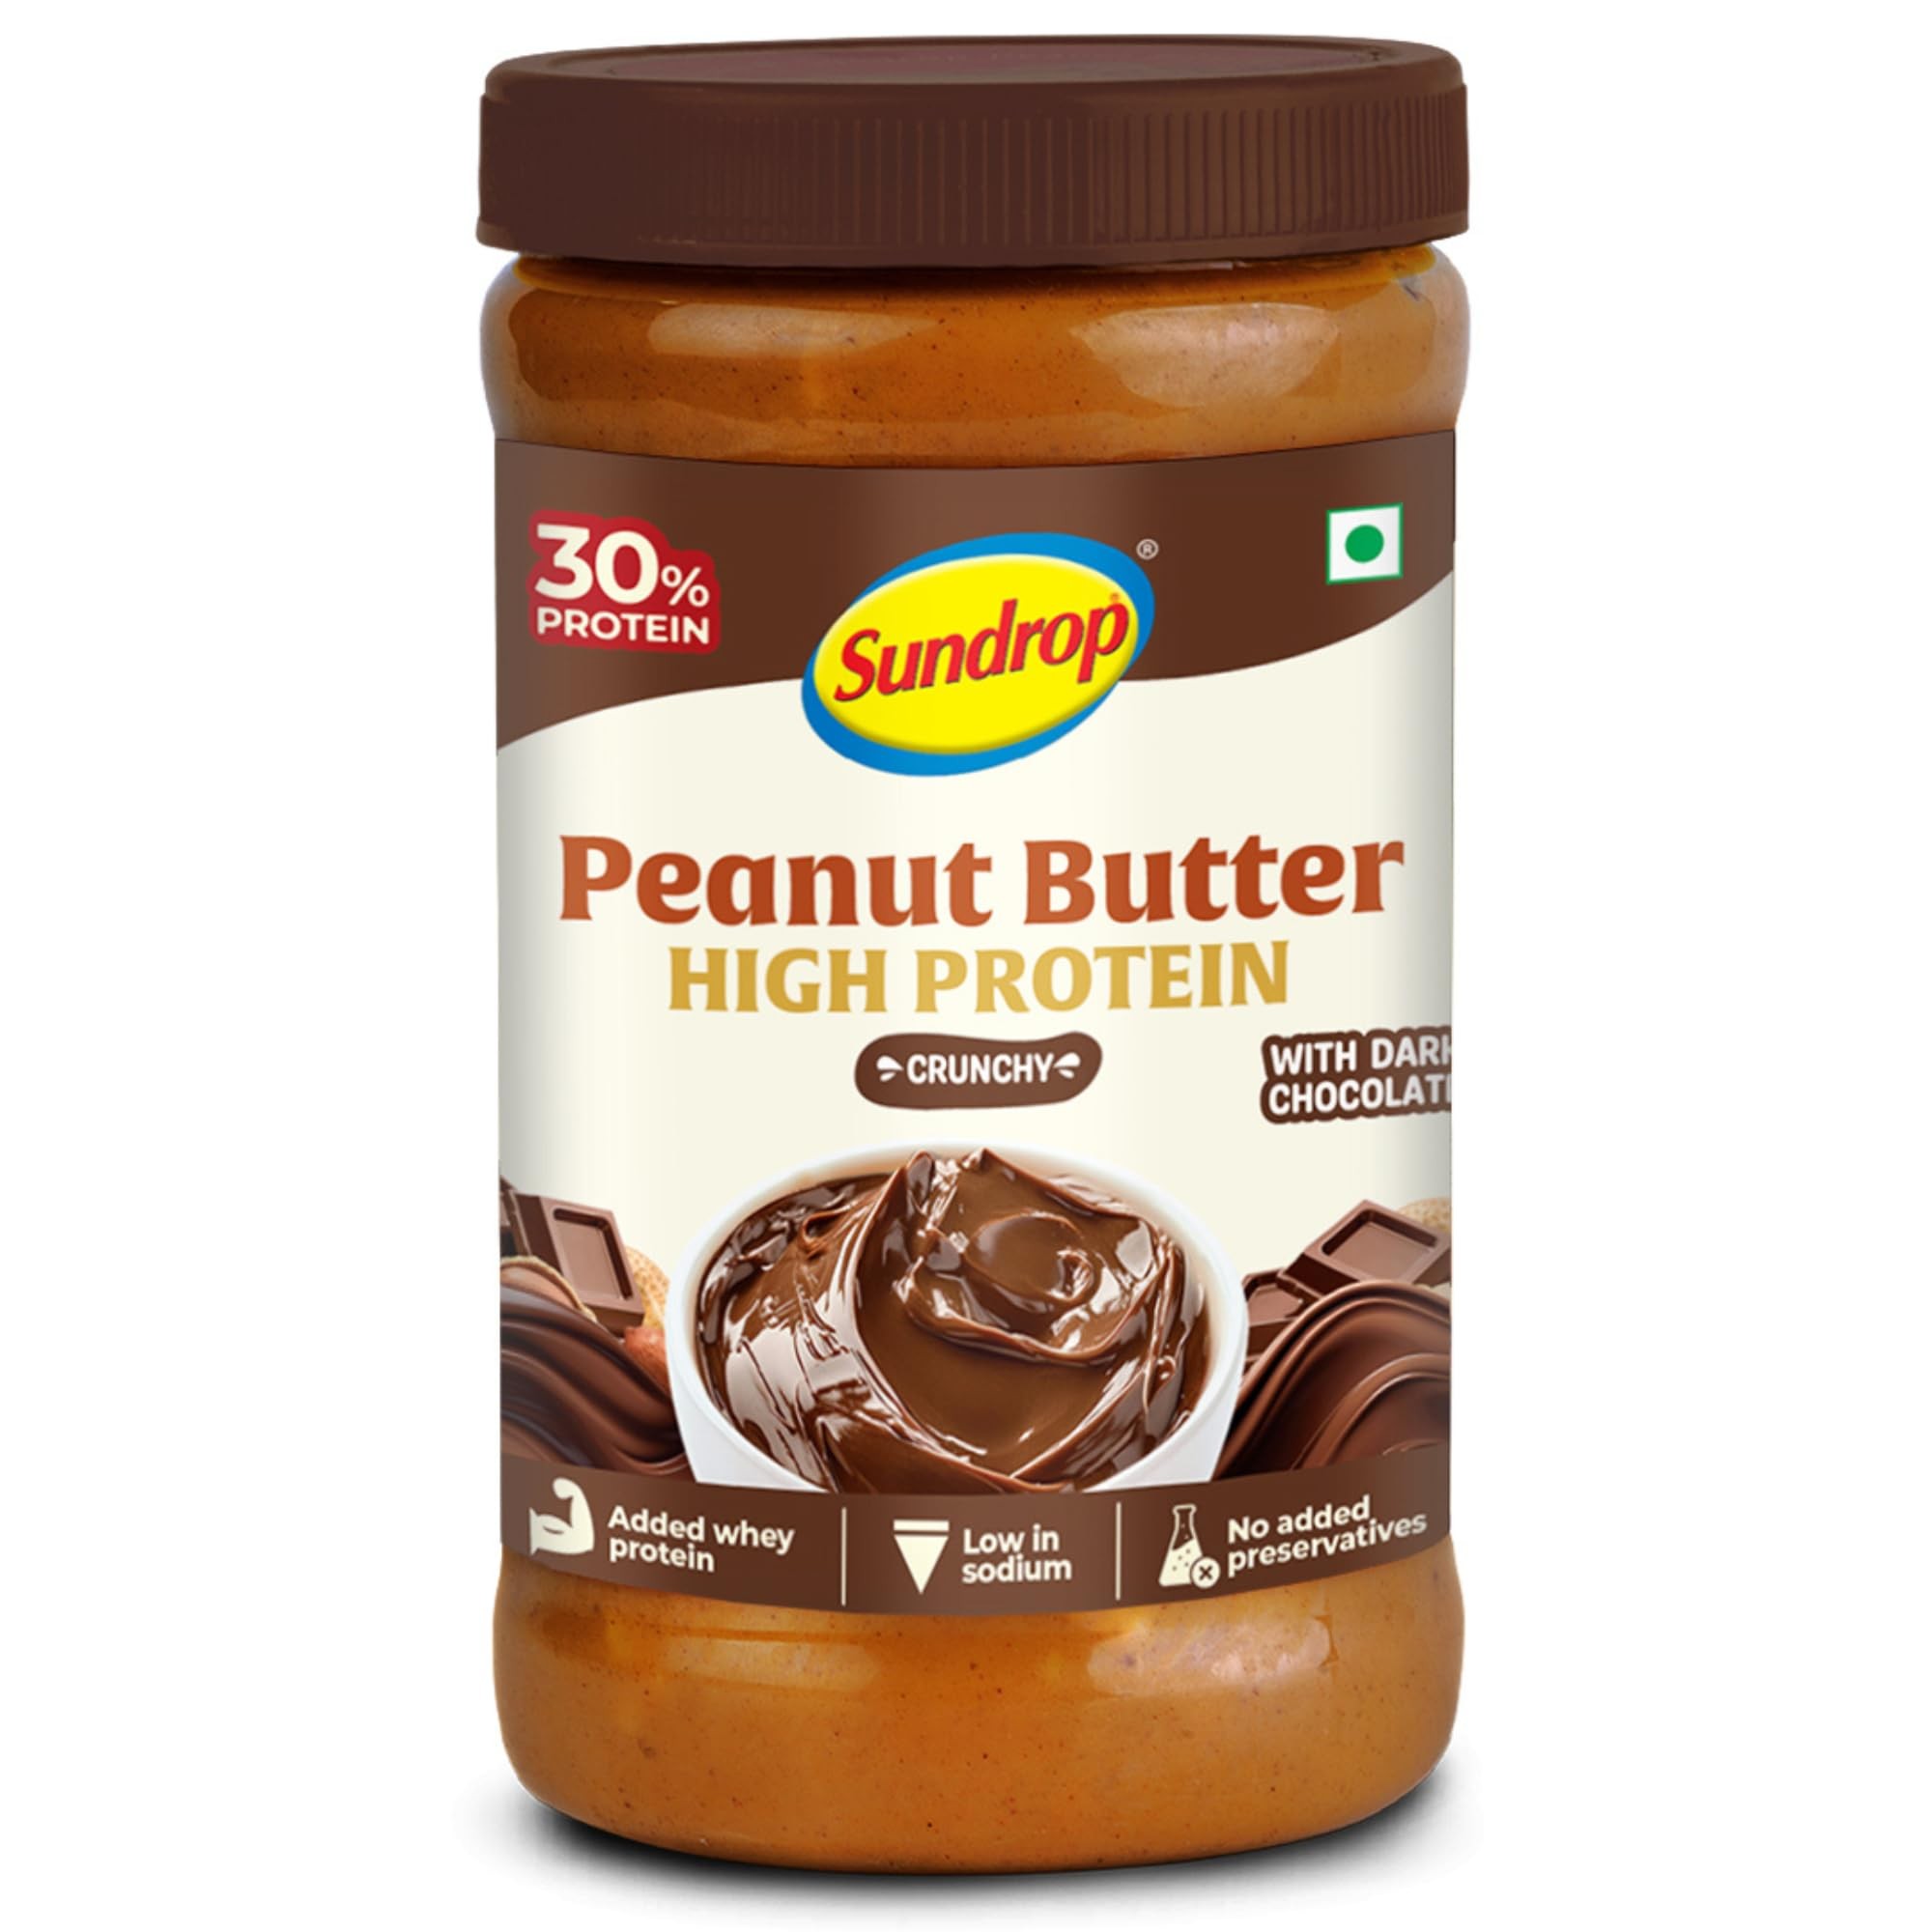 30%
PROTEIN
Sundrop®
®
Peanut Butter
HIGH PROTEIN
CRUNCHY
WITH DARK
CHOCOLAT
Added whey
protein
Low in
sodium
No added
preservatives